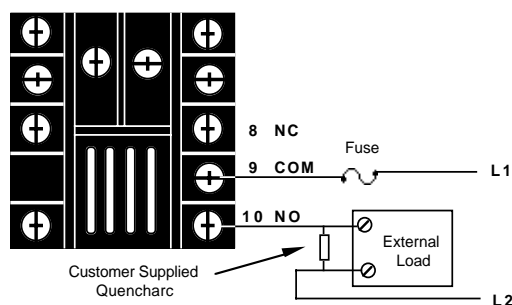 8 NC
Fuse
9 COM
L1
10 NO
External
Load
Customer Supplied
Quencharc
L2